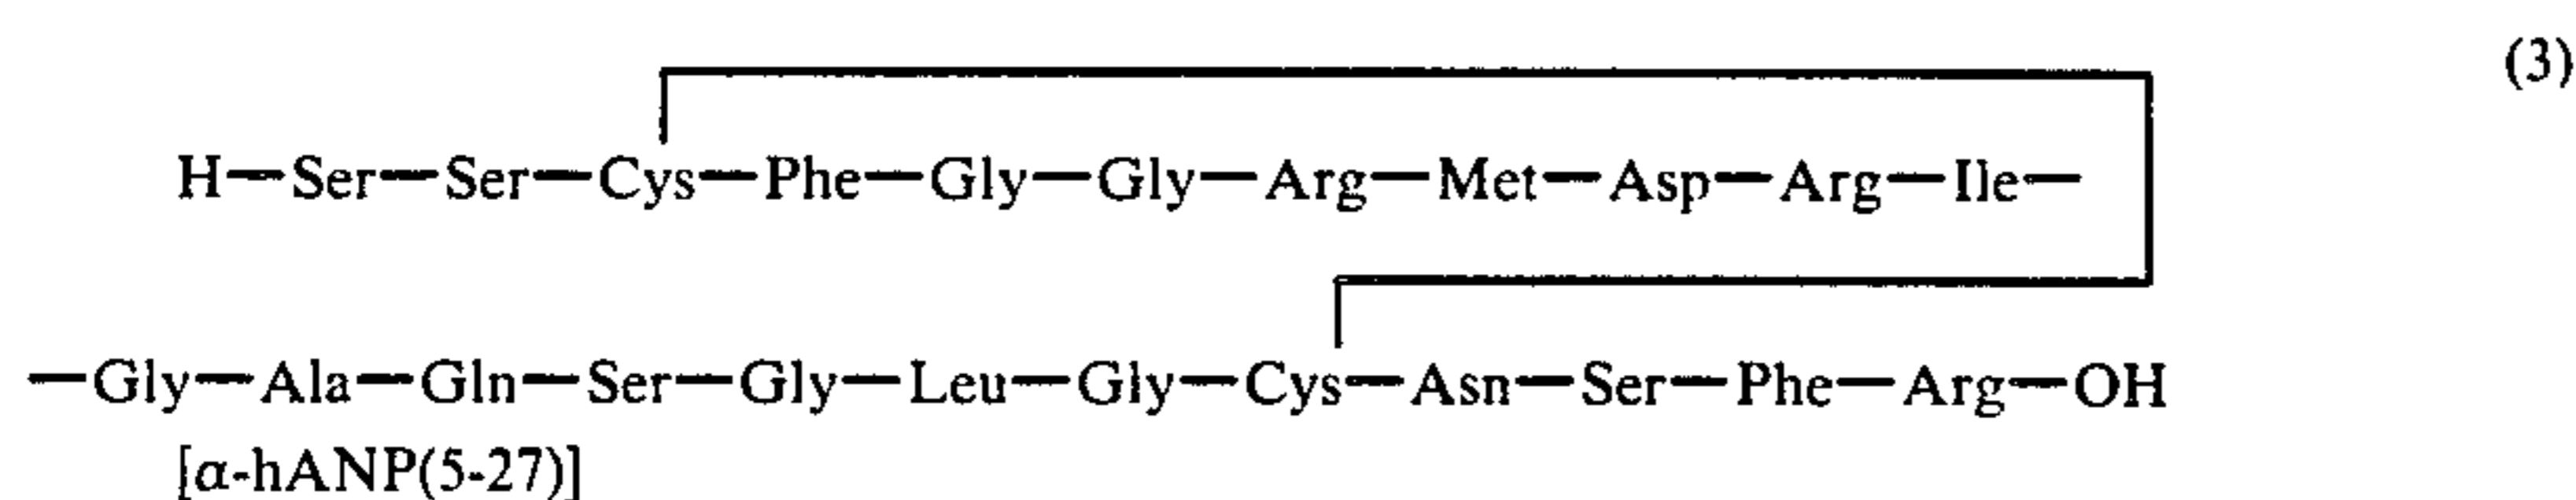 (3)
H—Ser—Ser—Cys—Phe—Gly—Gly—Arg—Met—Asp—Arg—Ile—
—Gly—Ala—Gln—Ser—Gly—Leu—Gly—Cys—Asn—Ser—Phe—Arg—OH
[α-hANP(5-27)]